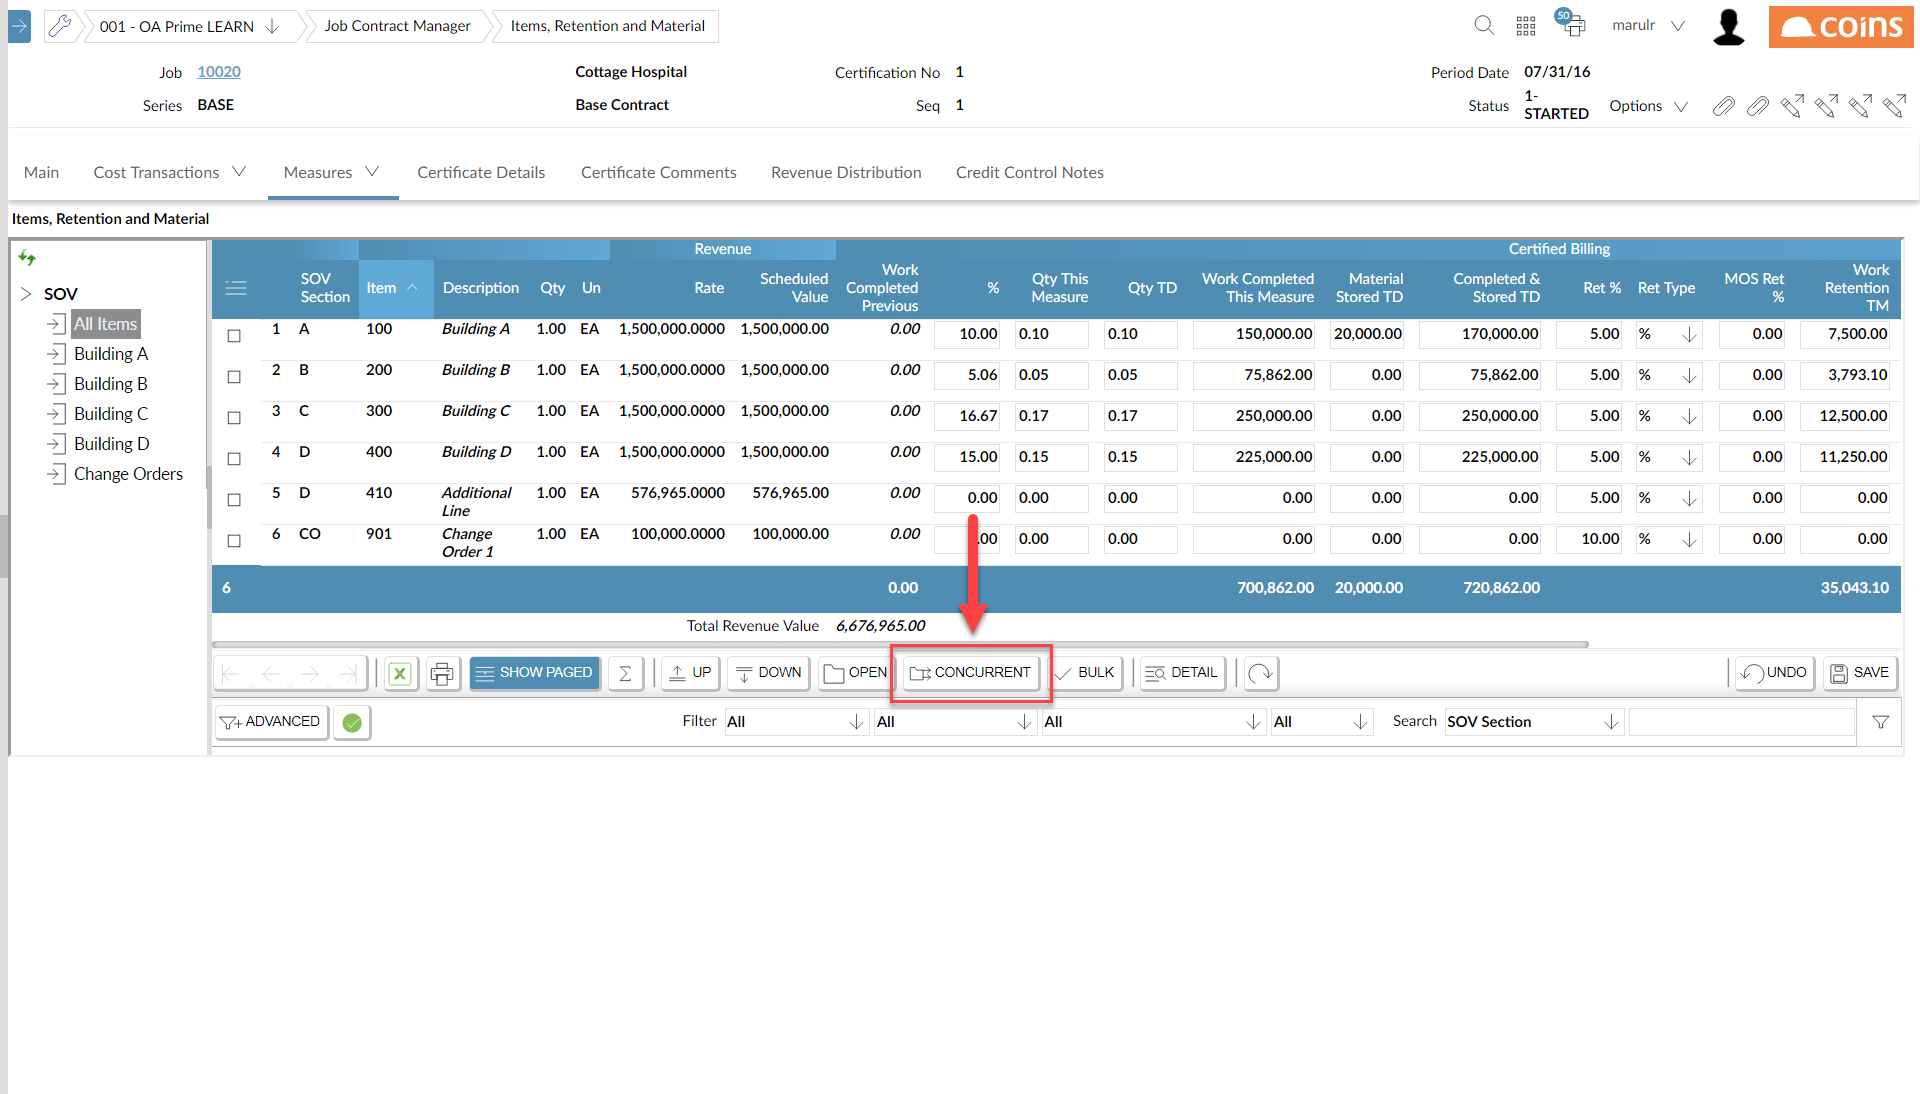 001 - OA Prime LEARN
Job Contract Manager
Items, Retention and Material
50
marulr
coins
Job 10020 Cottage Hospital Certification No 1 Period Date 07/31/16
Series BASE Base Contract Seq 1 Status 1-STARTED Options
Main Cost Transactions Measures Certificate Details Certificate Comments Revenue Distribution Credit Control Notes
Items, Retention and Material
SOV
All Items
Building A
Building B
Building C
Building D
Change Orders
Revenue Certified Billing
SOV Section Item Description Qty Un Rate Scheduled Value Work Completed Previous % Qty This Measure Qty TD Work Completed This Measure Material Stored TD Completed & Stored TD Ret % Ret Type MOS Ret % Work Retention TM
1 A 100 Building A 1.00 EA 1,500,000.0000 1,500,000.00 0.00 10.00 0.10 0.10 150,000.00 20,000.00 170,000.00 5.00 % 0.00 7,500.00
2 B 200 Building B 1.00 EA 1,500,000.0000 1,500,000.00 0.00 5.06 0.05 0.05 75,862.00 0.00 75,862.00 5.00 % 0.00 3,793.10
3 C 300 Building C 1.00 EA 1,500,000.0000 1,500,000.00 0.00 16.67 0.17 0.17 250,000.00 0.00 250,000.00 5.00 % 0.00 12,500.00
4 D 400 Building D 1.00 EA 1,500,000.0000 1,500,000.00 0.00 15.00 0.15 0.15 225,000.00 0.00 225,000.00 5.00 % 0.00 11,250.00
5 D 410 Additional Line 1.00 EA 576,965.0000 576,965.00 0.00 0.00 0.00 0.00 0.00 0.00 0.00 5.00 % 0.00 0.00
6 CO 901 Change Order 1 1.00 EA 100,000.0000 100,000.00 0.00 .00 0.00 0.00 0.00 0.00 0.00 10.00 % 0.00 0.00
6 0.00 700,862.00 20,000.00 720,862.00 35,043.10
Total Revenue Value 6,676,965.00
X SHOW PAGED Σ UP DOWN OPEN CONCURRENT BULK DETAIL UNDO SAVE
ADVANCED Filter All All All All Search SOV Section